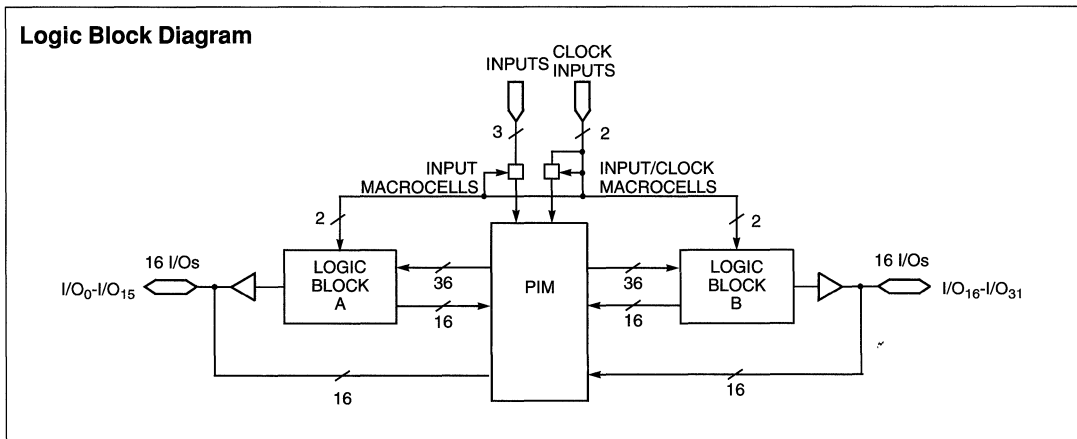 Logic Block Diagram
INPUTS
CLOCK
INPUTS
3
2
INPUT
MACROCELLS
INPUT/CLOCK
MACROCELLS
2
2
16 I/Os
I/O0-I/O15
LOGIC
BLOCK
A
36
16
PIM
36
16
LOGIC
BLOCK
B
16 I/Os
I/O16-I/O31
16
16